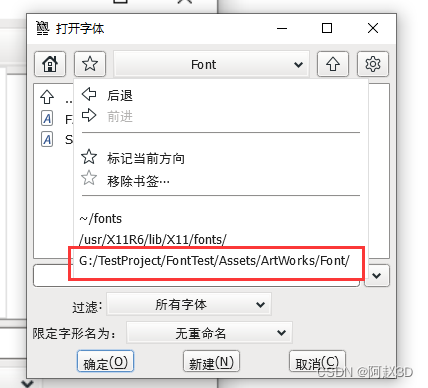 打开字体
Font
..
F
S
后退
前进
标记当前方向
移除书签…
~/fonts
/usr/X11R6/lib/X11/fonts/
G:/TestProject/FontTest/Assets/ArtWorks/Font/
过滤: 所有字体
限定字形名为: 无重命名
确定(O) 新建(N) 取消(C)
CSDN @阿赵3D